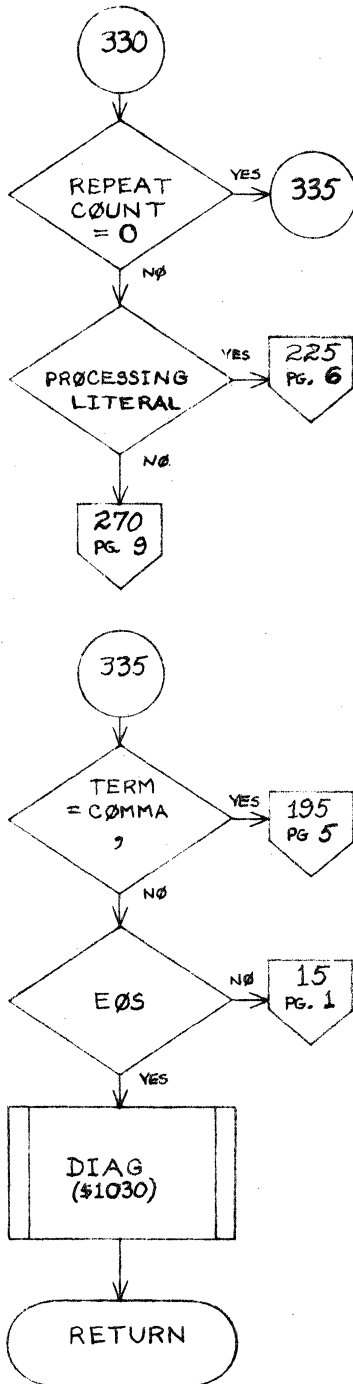 330
REPEAT
CØUNT
= 0
YES
335
NØ
PRØCESSING
LITERAL
YES
225
PG. 6
NØ.
270
PG. 9
335
TERM
= CØMMA
,
YES
195
PG 5
NØ
EØS
NØ
15
PG. 1
YES
DIAG
($1030)
RETURN